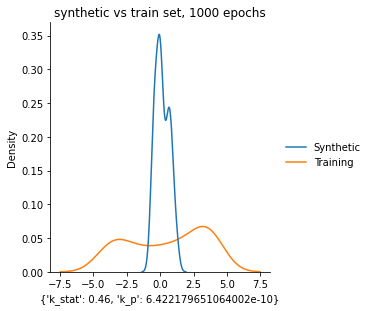 synthetic vs train set, 1000 epochs
0.35
0.30
0.25
0.20
0.15
0.10
0.05
0.00
Density
Synthetic
Training
−7.5 −5.0 −2.5 0.0 2.5 5.0 7.5
{'k_stat': 0.46, 'k_p': 6.422179651064002e-10}